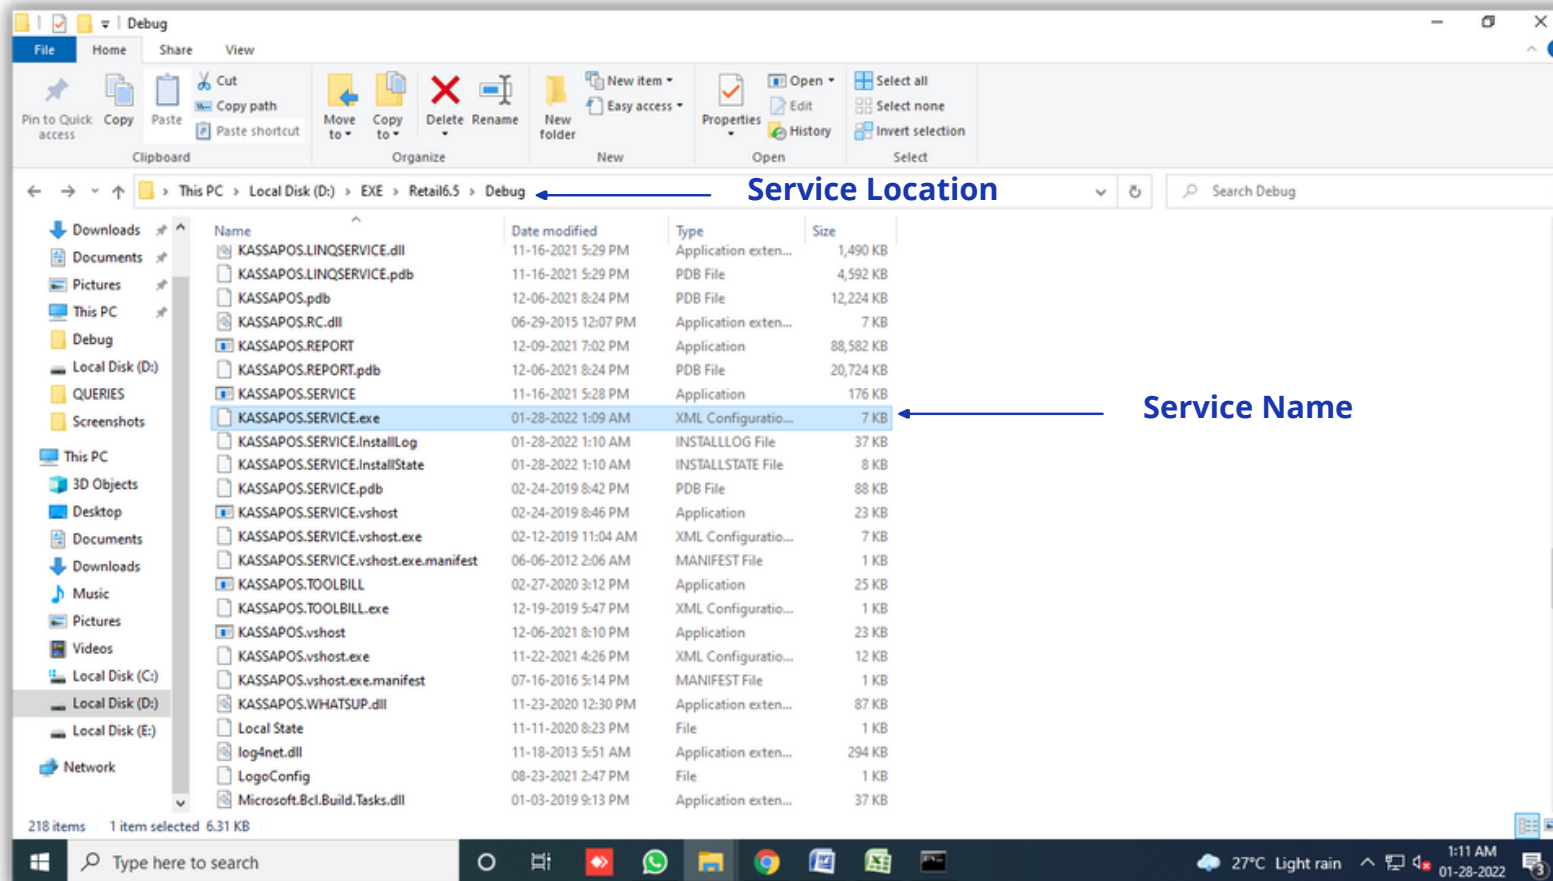 Debug
File Home Share View
Pin to Quick access
Copy
Paste
Cut
Copy path
Paste shortcut
Clipboard
Move to
Copy to
Delete
Rename
Organize
New folder
New item
Easy access
New
Properties
Open
Edit
History
Open
Select all
Select none
Invert selection
Select
This PC > Local Disk (D:) > EXE > Retail6.5 > Debug
Service Location
Search Debug
Downloads
Documents
Pictures
This PC
Debug
Local Disk (D:)
QUERIES
Screenshots
This PC
3D Objects
Desktop
Documents
Downloads
Music
Pictures
Videos
Local Disk (C:)
Local Disk (D:)
Local Disk (E:)
Network
Name Date modified Type Size
KASSAPOS.LINQSERVICE.dll 11-16-2021 5:29 PM Application exten... 1,490 KB
KASSAPOS.LINQSERVICE.pdb 11-16-2021 5:29 PM PDB File 4,592 KB
KASSAPOS.pdb 12-06-2021 8:24 PM PDB File 12,224 KB
KASSAPOS.RC.dll 06-29-2015 12:07 PM Application exten... 7 KB
KASSAPOS.REPORT 12-09-2021 7:02 PM Application 88,582 KB
KASSAPOS.REPORT.pdb 12-06-2021 8:24 PM PDB File 20,724 KB
KASSAPOS.SERVICE 11-16-2021 5:28 PM Application 176 KB
KASSAPOS.SERVICE.exe 01-28-2022 1:09 AM XML Configuratio... 7 KB
Service Name
KASSAPOS.SERVICE.InstallLog 01-28-2022 1:10 AM INSTALLLOG File 37 KB
KASSAPOS.SERVICE.InstallState 01-28-2022 1:10 AM INSTALLSTATE File 8 KB
KASSAPOS.SERVICE.pdb 02-24-2019 8:42 PM PDB File 88 KB
KASSAPOS.SERVICE.vshost 02-24-2019 8:46 PM Application 23 KB
KASSAPOS.SERVICE.vshost.exe 02-12-2019 11:04 AM XML Configuratio... 7 KB
KASSAPOS.SERVICE.vshost.exe.manifest 06-06-2012 2:06 AM MANIFEST File 1 KB
KASSAPOS.TOOLBILL 02-27-2020 3:12 PM Application 25 KB
KASSAPOS.TOOLBILL.exe 12-19-2019 5:47 PM XML Configuratio... 1 KB
KASSAPOS.vshost 12-06-2021 8:10 PM Application 23 KB
KASSAPOS.vshost.exe 11-22-2021 4:26 PM XML Configuratio... 12 KB
KASSAPOS.vshost.exe.manifest 07-16-2016 5:14 PM MANIFEST File 1 KB
KASSAPOS.WHATSUP.dll 11-23-2020 12:30 PM Application exten... 87 KB
Local State 11-11-2020 8:23 PM File 1 KB
log4net.dll 11-18-2013 5:51 AM Application exten... 294 KB
LogoConfig 08-23-2021 2:47 PM File 1 KB
Microsoft.Bcl.Build.Tasks.dll 01-03-2019 9:13 PM Application exten... 37 KB
218 items 1 item selected 6.31 KB
Type here to search
27°C Light rain
1:11 AM
01-28-2022
3